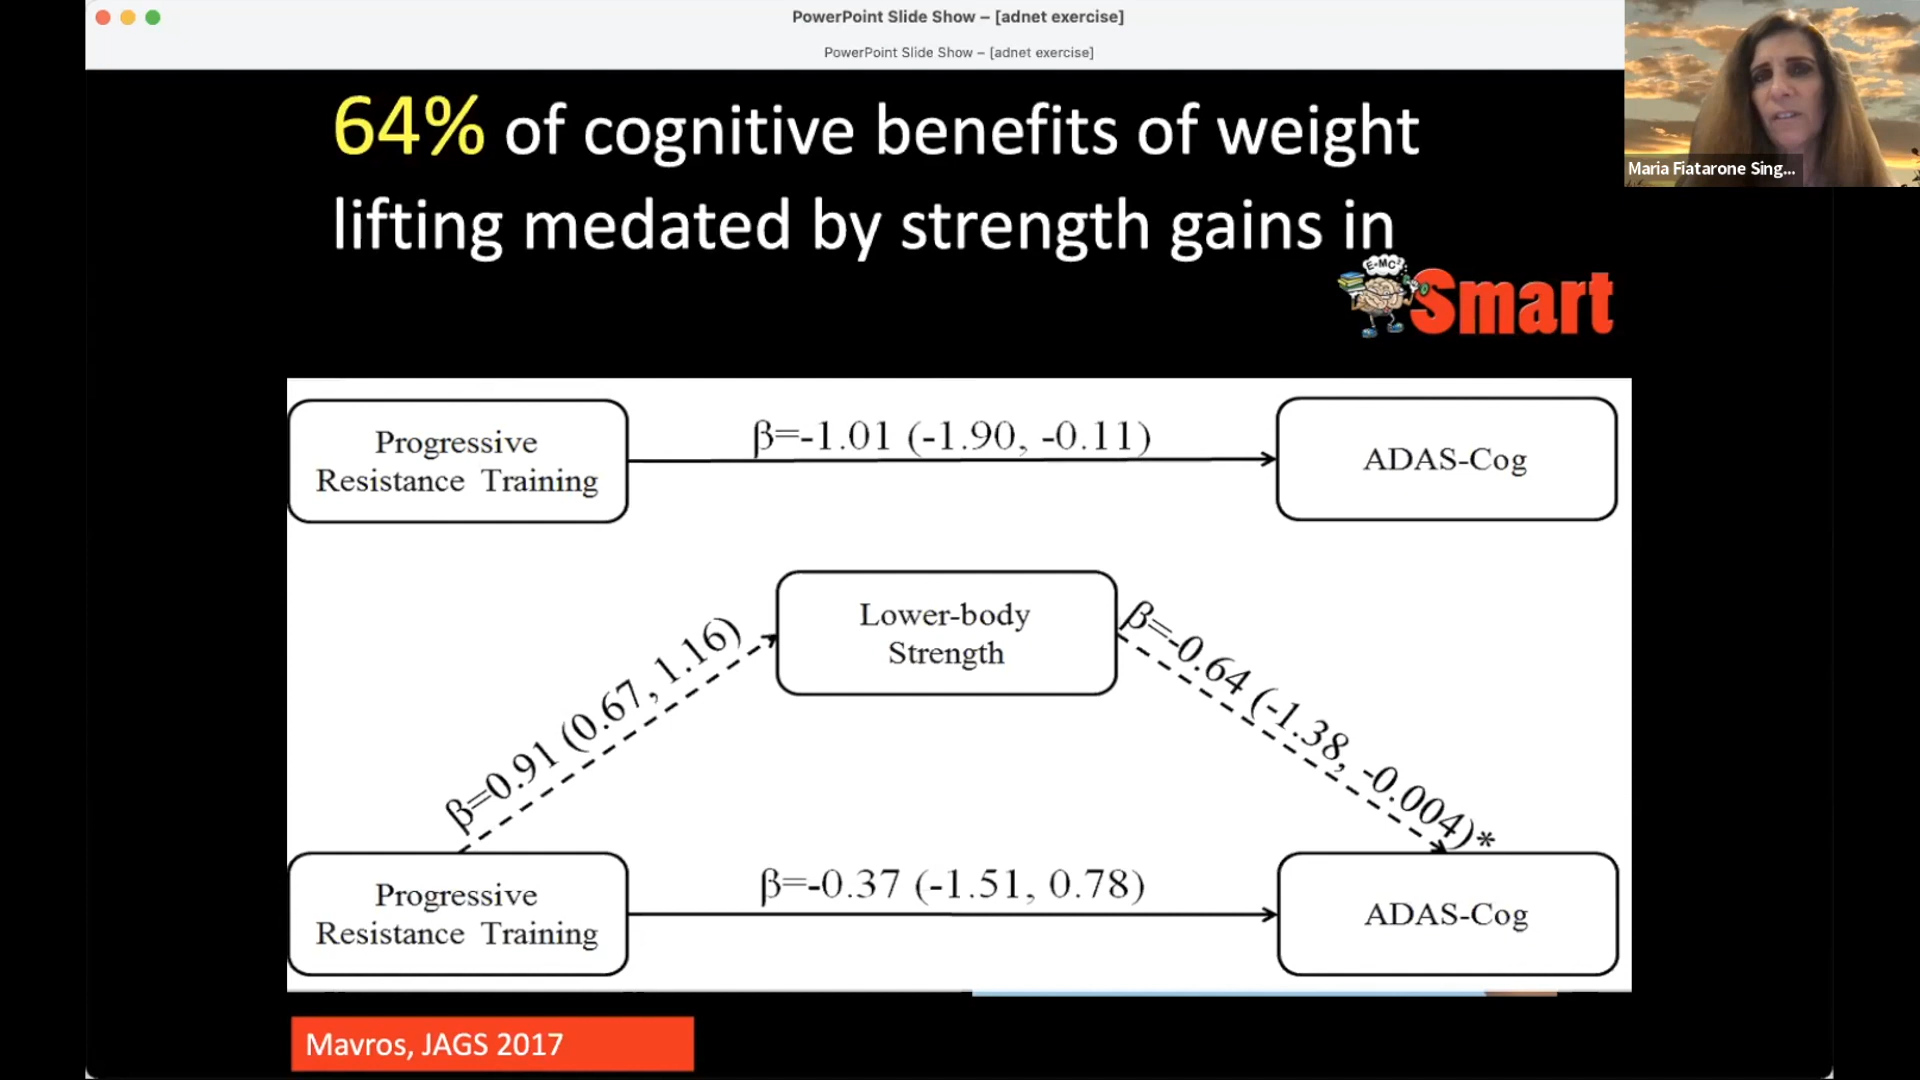 PowerPoint Slide Show – [adnet exercise]
PowerPoint Slide Show – [adnet exercise]
Maria Fiatarone Sing...
64% of cognitive benefits of weight
lifting medated by strength gains in
E=MC²
Smart
Progressive
Resistance Training
β=-1.01 (-1.90, -0.11)
ADAS-Cog
Lower-body
Strength
β=0.91 (0.67, 1.16)
β=-0.64 (-1.38, -0.004)*
Progressive
Resistance Training
β=-0.37 (-1.51, 0.78)
ADAS-Cog
Mavros, JAGS 2017